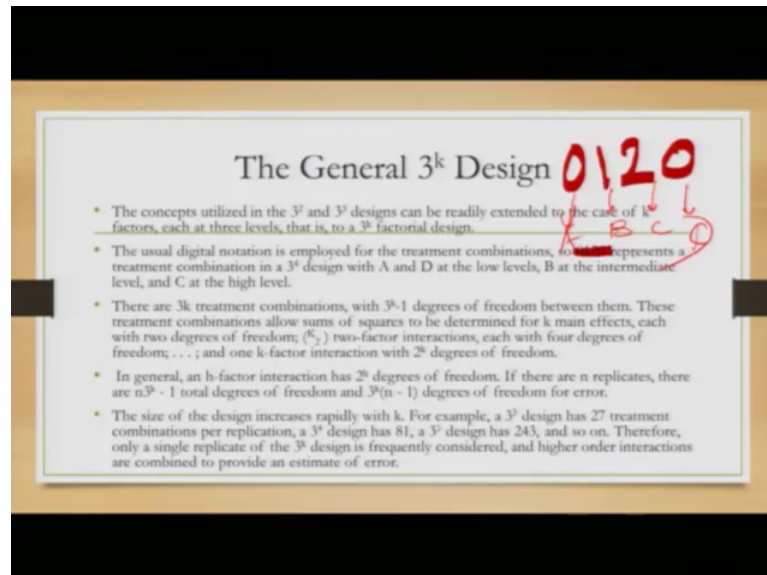 The General 3ᵏ Design 0120
A B C D
• The concepts utilized in the 3² and 3³ designs can be readily extended to the case of k
factors, each at three levels, that is, to a 3ᵏ factorial design.
• The usual digital notation is employed for the treatment combinations, so represents a
treatment combination in a 3⁴ design with A and D at the low levels, B at the intermediate
level, and C at the high level.
• There are 3k treatment combinations, with 3ᵏ-1 degrees of freedom between them. These
treatment combinations allow sums of squares to be determined for k main effects, each
with two degrees of freedom; (ᴷ₂) two-factor interactions, each with four degrees of
freedom; . . . ; and one k-factor interaction with 2ᵏ degrees of freedom.
• In general, an h-factor interaction has 2ʰ degrees of freedom. If there are n replicates, there
are n3ᵏ - 1 total degrees of freedom and 3ᵏ(n - 1) degrees of freedom for error.
• The size of the design increases rapidly with k. For example, a 3³ design has 27 treatment
combinations per replication, a 3⁴ design has 81, a 3⁵ design has 243, and so on. Therefore,
only a single replicate of the 3ᵏ design is frequently considered, and higher order interactions
are combined to provide an estimate of error.